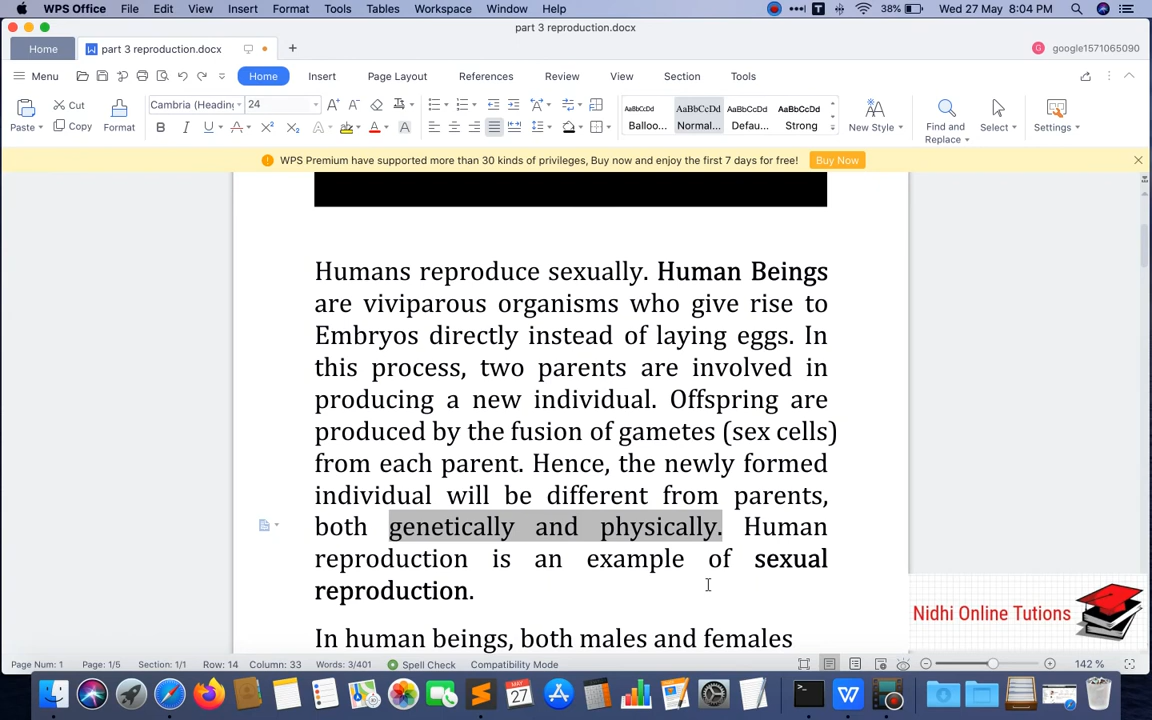 WPS Office File Edit View Insert Format Tools Tables Workspace Window Help 38% Wed 27 May 8:04 PM
part 3 reproduction.docx
Home part 3 reproduction.docx google1571065090
Menu Home Insert Page Layout References Review View Section Tools
Paste Cut Copy Format Cambria (Heading 24 AaBbCcDd Balloo... AaBbCcDd Normal... AaBbCcDd Defau... AaBbCcDd Strong New Style Find and Replace Select Settings
WPS Premium have supported more than 30 kinds of privileges, Buy now and enjoy the first 7 days for free! Buy Now
Humans reproduce sexually. Human Beings
are viviparous organisms who give rise to
Embryos directly instead of laying eggs. In
this process, two parents are involved in
producing a new individual. Offspring are
produced by the fusion of gametes (sex cells)
from each parent. Hence, the newly formed
individual will be different from parents,
both genetically and physically. Human
reproduction is an example of sexual
reproduction.
In human beings, both males and females
Nidhi Online Tutions
Page Num: 1 Page: 1/5 Section: 1/1 Row: 14 Column: 33 Words: 3/401 Spell Check Compatibility Mode 142 %